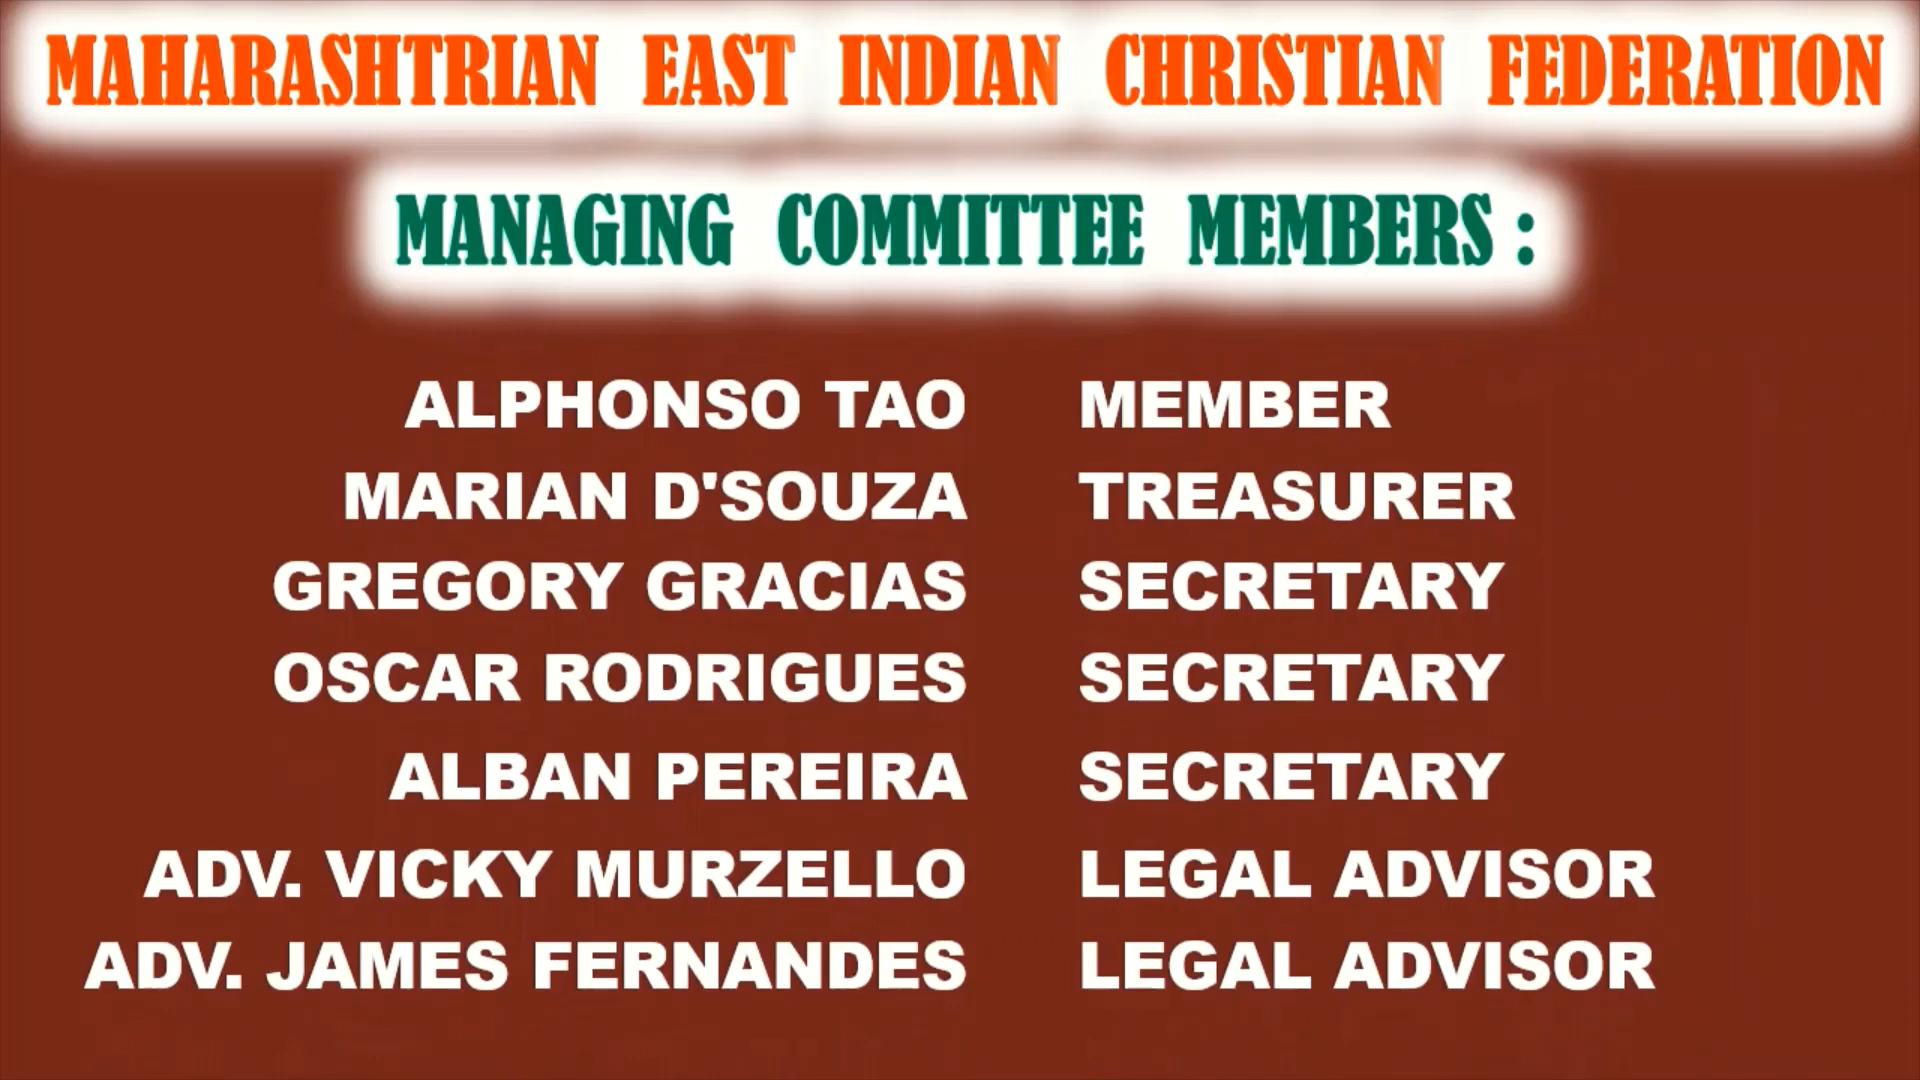 MAHARASHTRIAN EAST INDIAN CHRISTIAN FEDERATION
MANAGING COMMITTEE MEMBERS :
ALPHONSO TAO MEMBER
MARIAN D'SOUZA TREASURER
GREGORY GRACIAS SECRETARY
OSCAR RODRIGUES SECRETARY
ALBAN PEREIRA SECRETARY
ADV. VICKY MURZELLO LEGAL ADVISOR
ADV. JAMES FERNANDES LEGAL ADVISOR